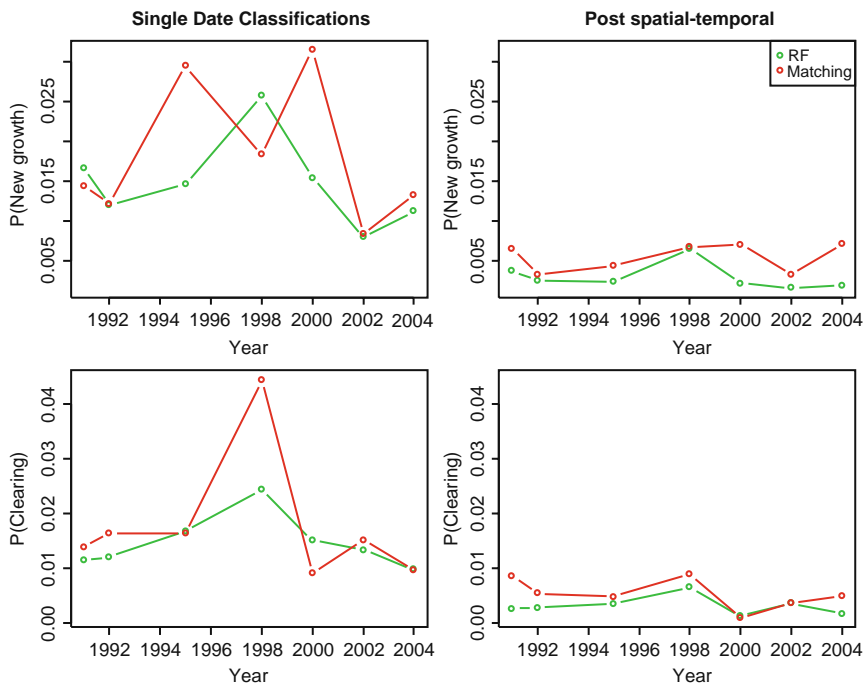 Single Date Classifications
P(New growth)
0.025
0.015
0.005
1992 1994 1996 1998 2000 2002 2004
Year
Post spatial-temporal
RF
Matching
P(New growth)
0.025
0.015
0.005
1992 1994 1996 1998 2000 2002 2004
Year
P(Clearing)
0.04
0.03
0.02
0.01
0.00
1992 1994 1996 1998 2000 2002 2004
Year
P(Clearing)
0.04
0.03
0.02
0.01
0.00
1992 1994 1996 1998 2000 2002 2004
Year